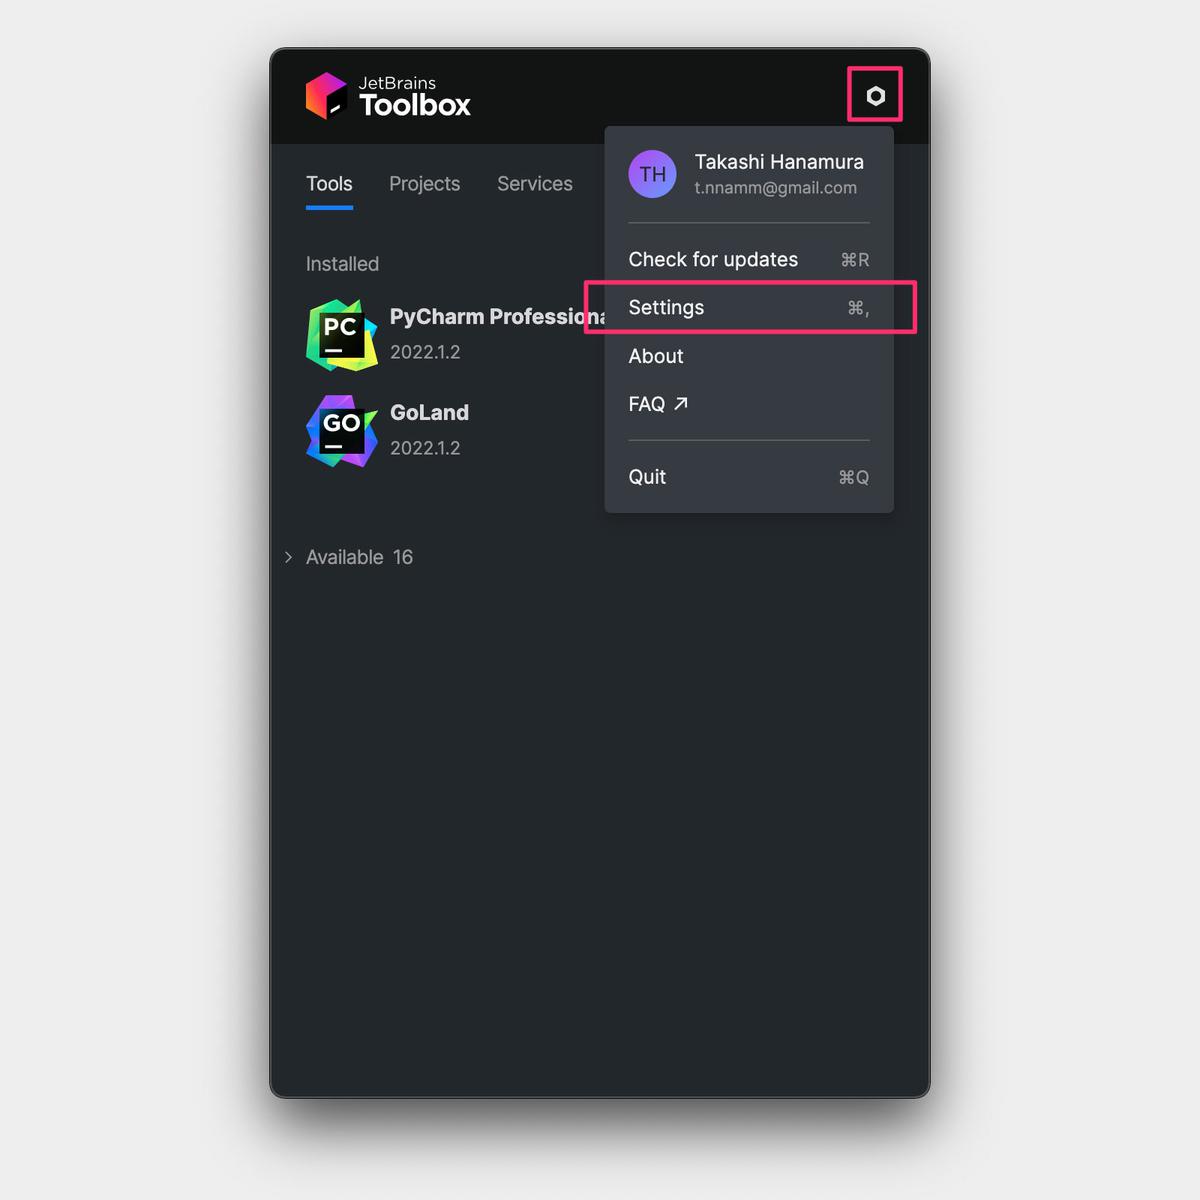 JetBrains
Toolbox
TH
Takashi Hanamura
t.nnamm@gmail.com
Tools Projects Services
Check for updates ⌘R
Installed
Settings ⌘,
PC
PyCharm Professiona
2022.1.2
About
FAQ ↗
GO
GoLand
2022.1.2
Quit ⌘Q
Available 16